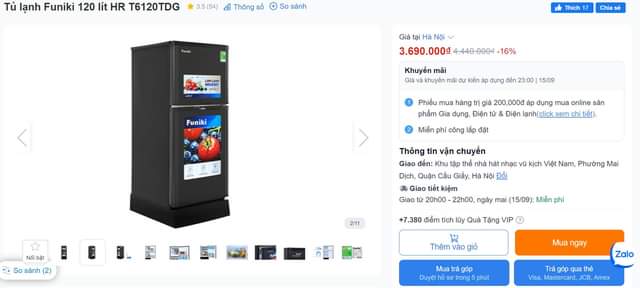 Tủ lạnh Funiki 120 lít HR T6120TDG
3.5 (54)
Thông số
So sánh
Thích 17
Chia sẻ
Funiki
Funiki
2/11
Nổi bật
So sánh (2)
Giá tại Hà Nội
3.690.000₫ 4.440.000₫ -16%
Khuyến mãi
Giá và khuyến mãi dự kiến áp dụng đến 23:00 | 15/09
1 Phiếu mua hàng trị giá 200,000đ áp dụng mua online sản
phẩm Gia dụng, Điện tử & Điện lạnh(click xem chi tiết).
2 Miễn phí công lắp đặt
Thông tin vận chuyển
Giao đến: Khu tập thể nhà hát nhạc vũ kịch Việt Nam, Phường Mai
Dịch, Quận Cầu Giấy, Hà Nội Đổi
Giao tiết kiệm
Giao từ 20h00 - 22h00, ngày mai (15/09): Miễn phí
+7.380 điểm tích lũy Quà Tặng VIP
Thêm vào giỏ
Mua ngay
Zalo
Mua trả góp
Duyệt hồ sơ trong 5 phút
Trả góp qua thẻ
Visa, Mastercard, JCB, Amex